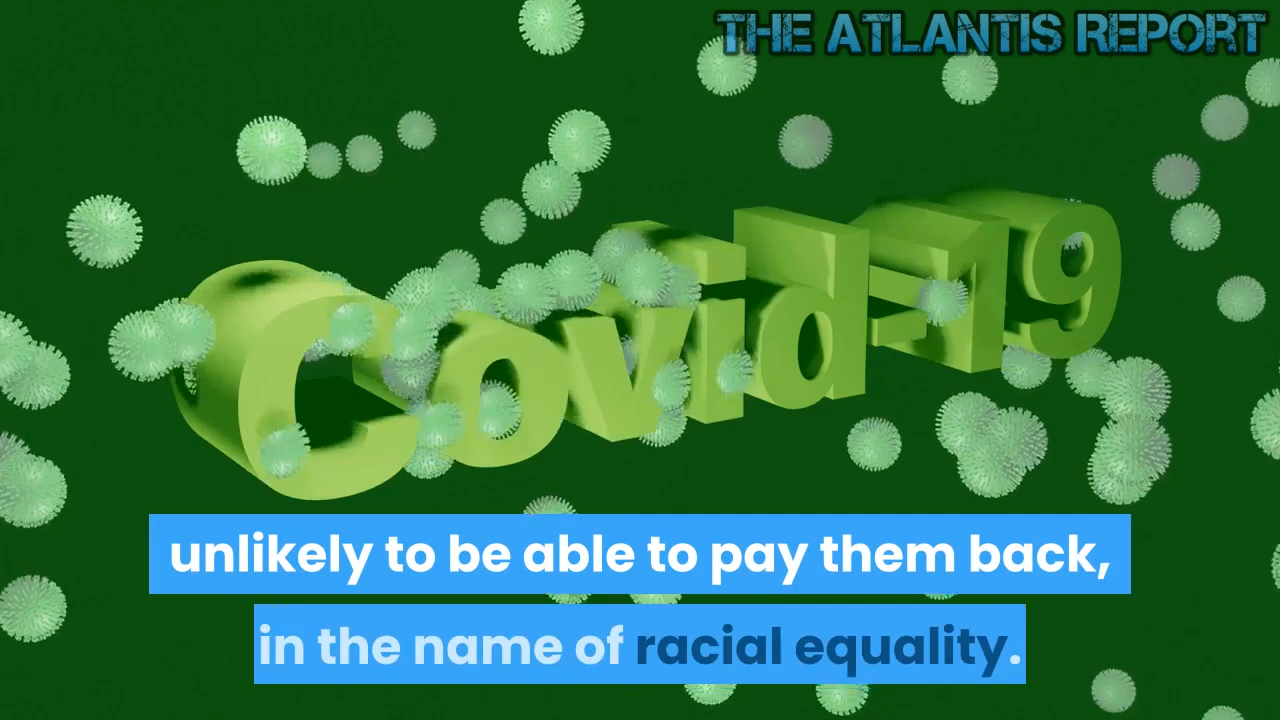 THE ATLANTIS REPORT
Covid-19
unlikely to be able to pay them back,
in the name of racial equality.